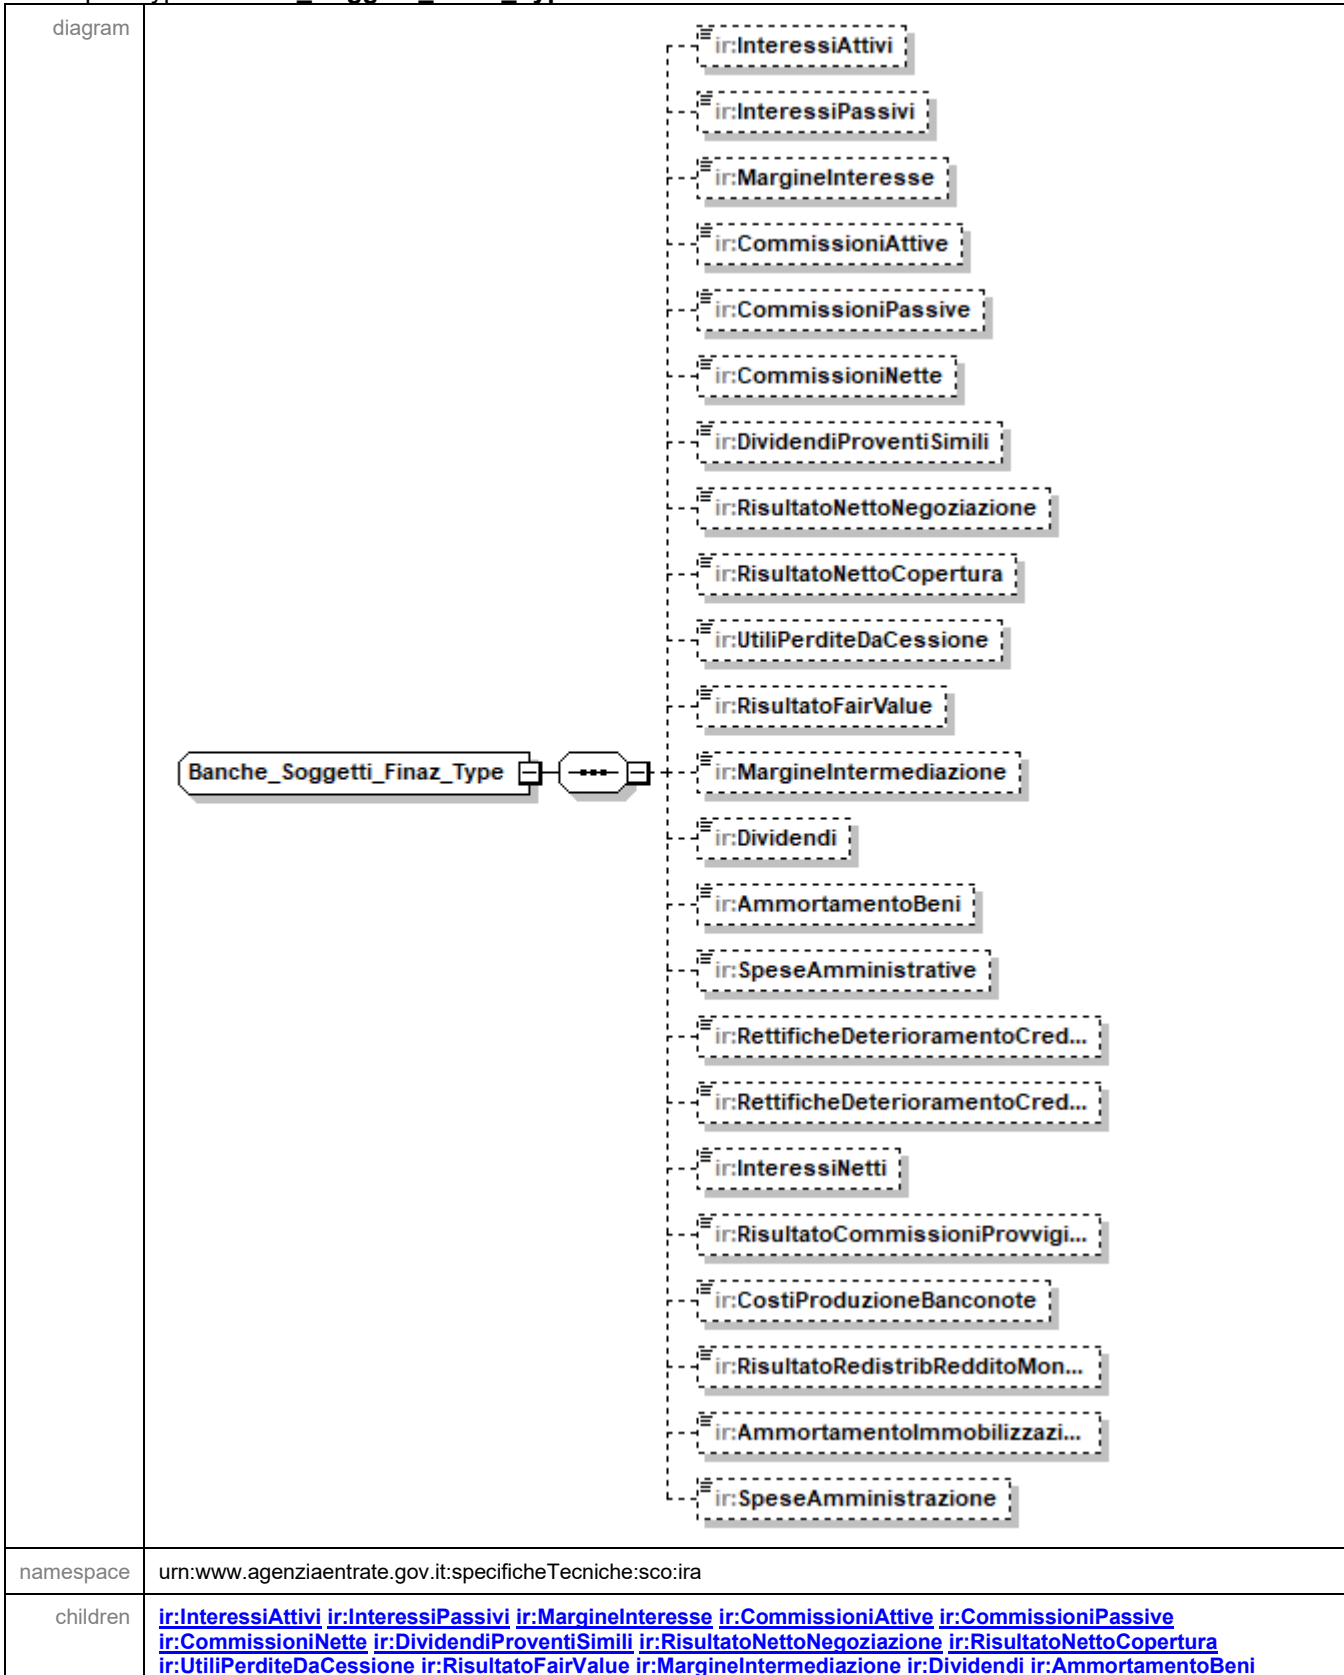 diagram
ir:InteressiAttivi
ir:InteressiPassivi
ir:MargineInteresse
ir:CommissioniAttive
ir:CommissioniPassive
ir:CommissioniNette
ir:DividendiProventiSimili
ir:RisultatoNettoNegoziazione
ir:RisultatoNettoCopertura
ir:UtiliPerditeDaCessione
ir:RisultatoFairValue
Banche_Soggetti_Finaz_Type
ir:MargineIntermediazione
ir:Dividendi
ir:AmmortamentoBeni
ir:SpeseAmministrative
ir:RettificheDeterioramentoCred...
ir:RettificheDeterioramentoCred...
ir:InteressiNetti
ir:RisultatoCommissioniProvvigi...
ir:CostiProduzioneBanconote
ir:RisultatoRedistribRedditoMon...
ir:AmmortamentoImmobilizzazi...
ir:SpeseAmministrazione
namespace urn:www.agenziaentrate.gov.it:specificheTecniche:sco:ira
children ir:InteressiAttivi ir:InteressiPassivi ir:MargineInteresse ir:CommissioniAttive ir:CommissioniPassive
ir:CommissioniNette ir:DividendiProventiSimili ir:RisultatoNettoNegoziazione ir:RisultatoNettoCopertura
ir:UtiliPerditeDaCessione ir:RisultatoFairValue ir:MargineIntermediazione ir:Dividendi ir:AmmortamentoBeni